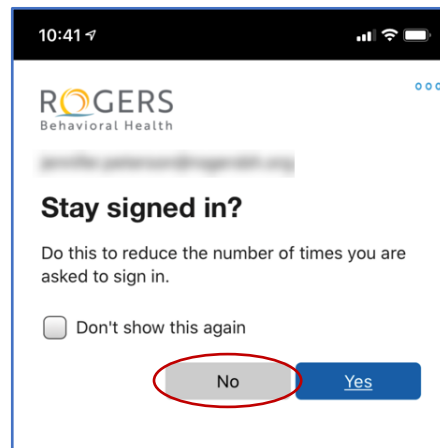 10:41
ROGERS
Behavioral Health
Stay signed in?
Do this to reduce the number of times you are
asked to sign in.
Don't show this again
No
Yes